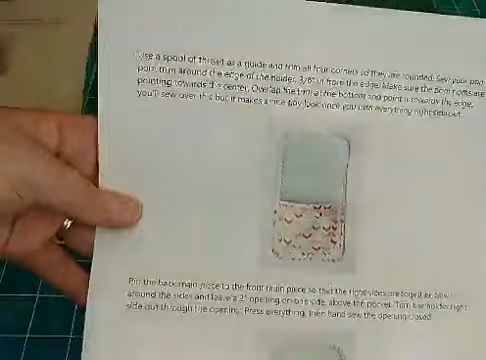 Use a spool of thread as a guide and trim all four corners so they are rounded. Sew your pom
pom trim around the edge of the holder, 3/8" in from the edge. Make sure the pom poms are
pointing towards the center. Overlap the trim at the bottom and point it towards the edge,
you'll sew over this but it makes a nice tidy look once you turn everything right side out.
Pin the back main piece to the front main piece so that the right sides are together. Sew
around the sides and leave a 2" opening on one side, above the pocket. Turn the holder right
side out through the opening. Press everything, then hand sew the opening closed.